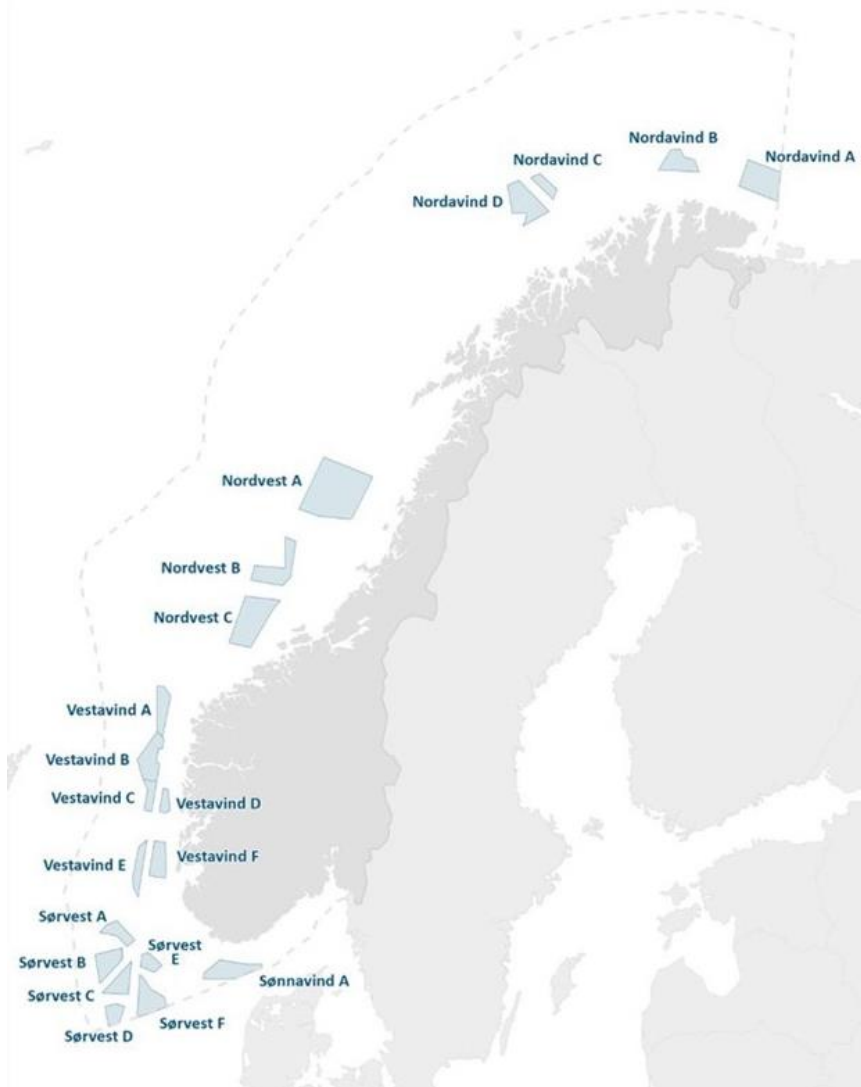 Nordavind B
Nordavind A
Nordavind C
Nordavind D
Nordvest A
Nordvest B
Nordvest C
Vestavind A
Vestavind B
Vestavind C
Vestavind D
Vestavind E
Vestavind F
Sørvest A
Sørvest
E
Sørvest B
Sønnavind A
Sørvest C
Sørvest F
Sørvest D